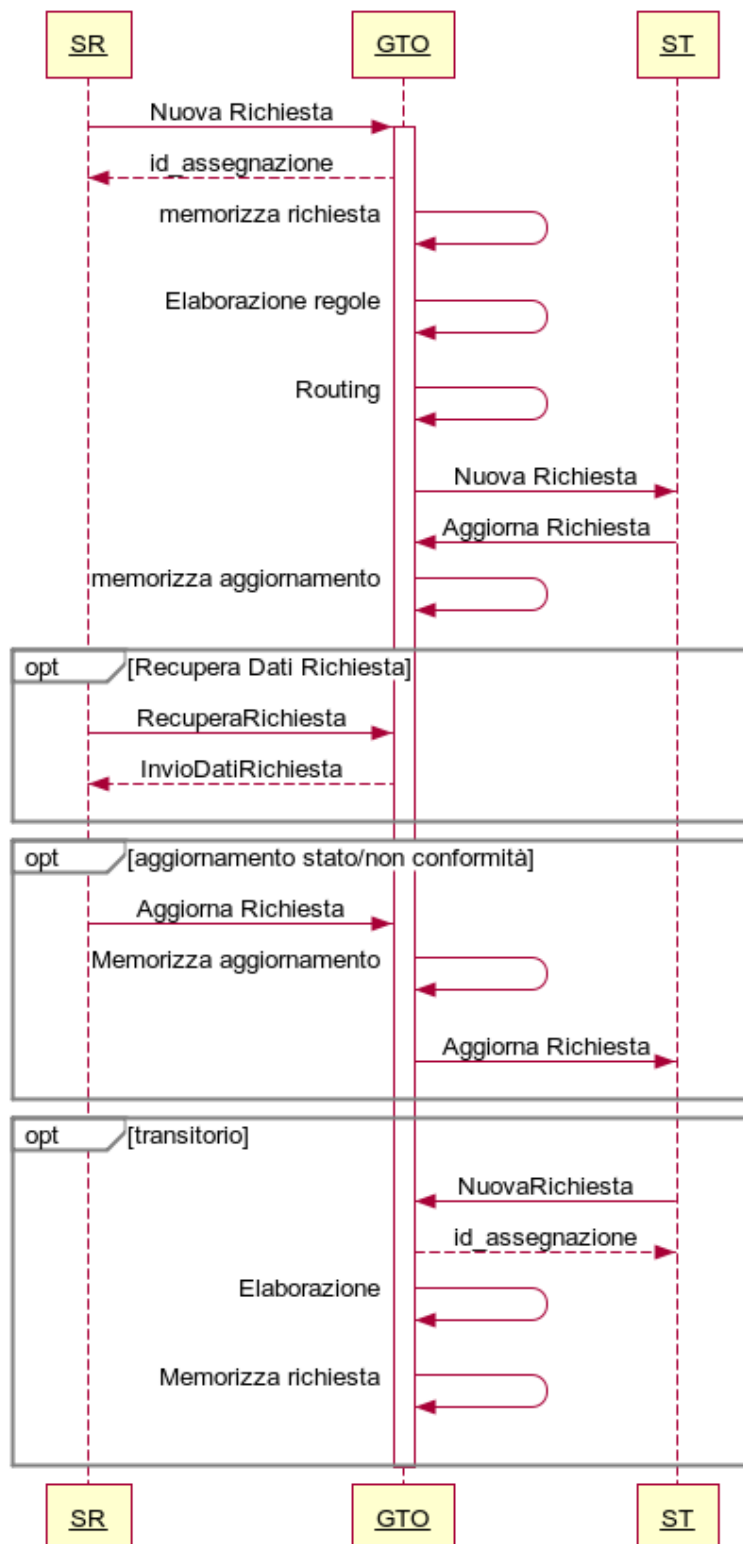 SR GTO ST
Nuova Richiesta
id_assegnazione
memorizza richiesta
Elaborazione regole
Routing
Nuova Richiesta
Aggiorna Richiesta
memorizza aggiornamento
opt [Recupera Dati Richiesta]
RecuperaRichiesta
InvioDatiRichiesta
opt [aggiornamento stato/non conformità]
Aggiorna Richiesta
Memorizza aggiornamento
Aggiorna Richiesta
opt [transitorio]
NuovaRichiesta
id_assegnazione
Elaborazione
Memorizza richiesta
SR GTO ST